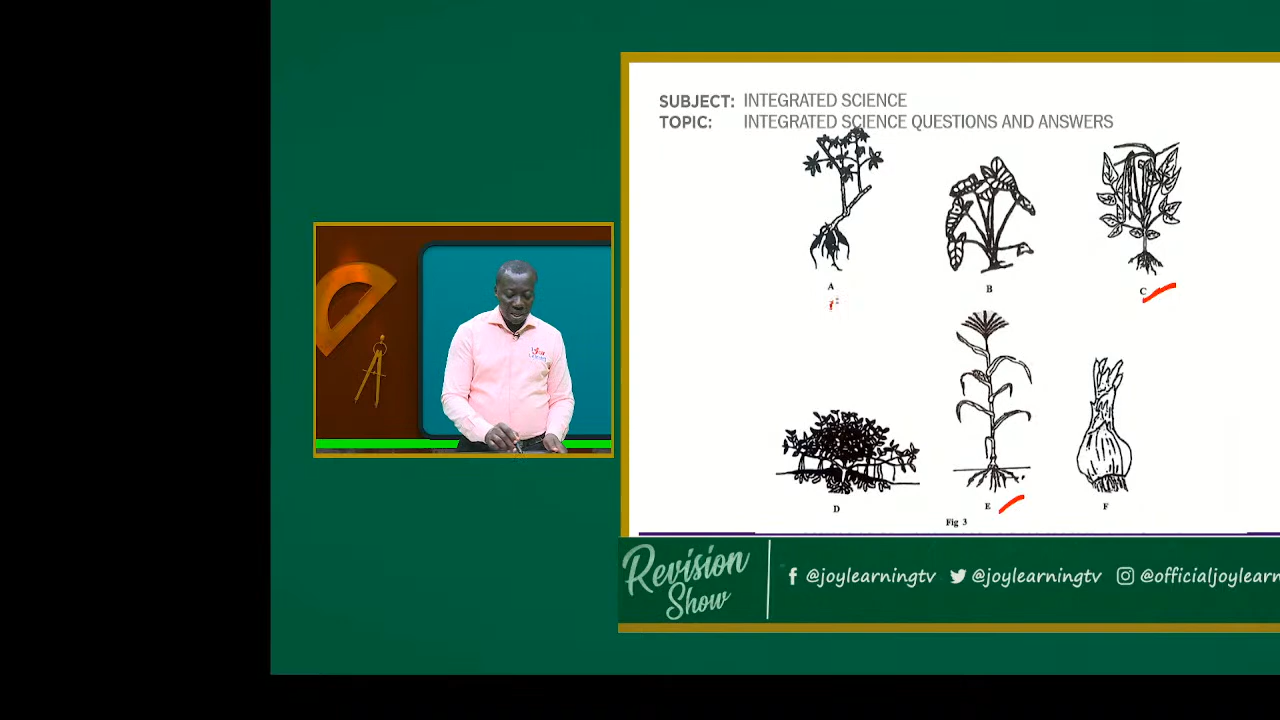 SUBJECT: INTEGRATED SCIENCE
TOPIC: INTEGRATED SCIENCE QUESTIONS AND ANSWERS
A
B
C
D
E
F
Fig 3
Revision
Show
@joylearningtv @joylearningtv @officialjoylearn